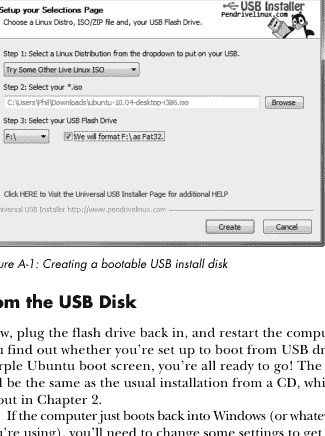 Setup your Selections Page
Choose a Linux Distro, ISO/ZIP file and, your USB Flash Drive.
USB Installer
Pendrivelinux.com
Step 1: Select a Linux Distribution from the dropdown to put on your USB.
Try Some Other Live Linux ISO
Step 2: Select your *.iso
C:\Users\Phil\Downloads\ubuntu-10.04-desktop-i386.iso
Browse
Step 3: Select your USB Flash Drive
F:\
We will format F:\ as Fat32.
Click HERE to Visit the Universal USB Installer Page for additional HELP
iversal USB Installer http://www.pendrivelinux.com
Create
Cancel
ure A-1: Creating a bootable USB install disk
om the USB Disk
w, plug the flash drive back in, and restart the compu
u find out whether you're set up to boot from USB dr
rple Ubuntu boot screen, you're all ready to go! The
l be the same as the usual installation from a CD, whi
out in Chapter 2.
If the computer just boots back into Windows (or whatev
u're using), you'll need to change some settings to get